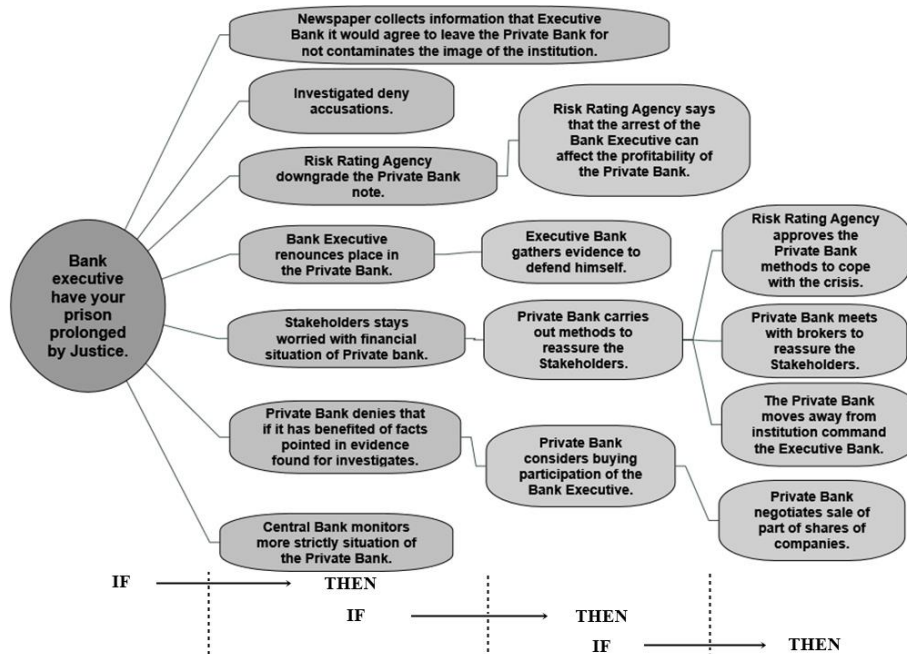 Newspaper collects information that Executive
Bank it would agree to leave the Private Bank for
not contaminates the image of the institution.
Investigated deny
accusations.
Risk Rating Agency says
that the arrest of the
Bank Executive can
affect the profitability of
the Private Bank.
Risk Rating Agency
downgrade the Private Bank
note.
Bank
executive
have your
prison
prolonged
by Justice.
Bank Executive
renounces place in
the Private Bank.
Executive Bank
gathers evidence to
defend himself.
Risk Rating Agency
approves the
Private Bank
methods to cope
with the crisis.
Stakeholders stays
worried with financial
situation of Private bank.
Private Bank carries
out methods to
reassure the
Stakeholders.
Private Bank meets
with brokers to
reassure the
Stakeholders.
The Private Bank
moves away from
institution command
the Executive Bank.
Private Bank denies that
if it has benefited of facts
pointed in evidence
found for investigates.
Private Bank
considers buying
participation of the
Bank Executive.
Private Bank
negotiates sale of
part of shares of
companies.
Central Bank monitors
more strictly situation of
the Private Bank.
IF THEN
IF THEN
IF THEN